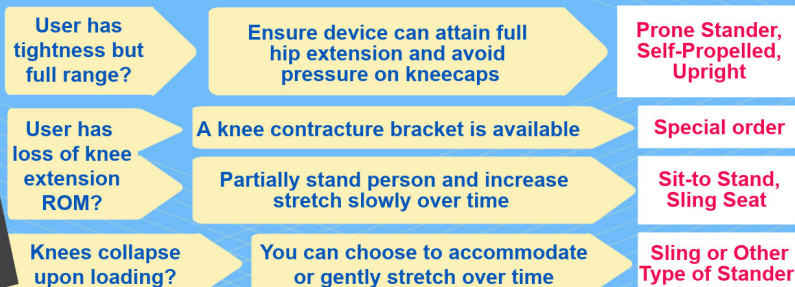 User has
tightness but
full range?
Ensure device can attain full
hip extension and avoid
pressure on kneecaps
Prone Stander,
Self-Propelled,
Upright
User has
loss of knee
extension
ROM?
A knee contracture bracket is available
Special order
Partially stand person and increase
stretch slowly over time
Sit-to Stand,
Sling Seat
Knees collapse
upon loading?
You can choose to accommodate
or gently stretch over time
Sling or Other
Type of Stander